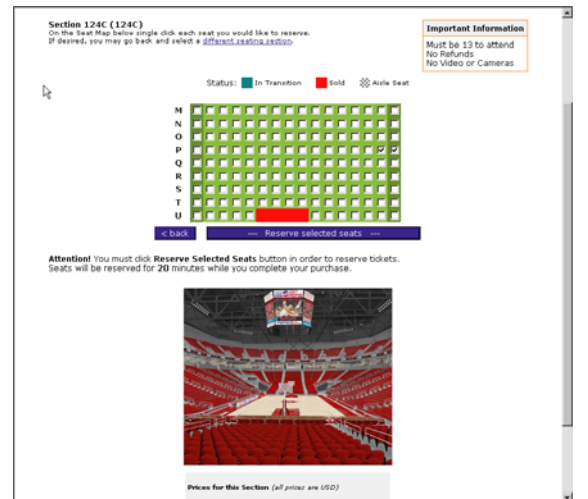 Section 124C (124C)
On the Seat Map below single click each seat you would like to reserve.
If desired, you may go back and select a different seating section.
Important Information
Must be 13 to attend
No Refunds
No Video or Cameras
Status: In Transition Sold Aisle Seat
M
N
O
P
Q
R
S
T
U
< back --- Reserve selected seats ---
Attention! You must click Reserve Selected Seats button in order to reserve tickets.
Seats will be reserved for 20 minutes while you complete your purchase.
Prices for this Section (all prices are USD)